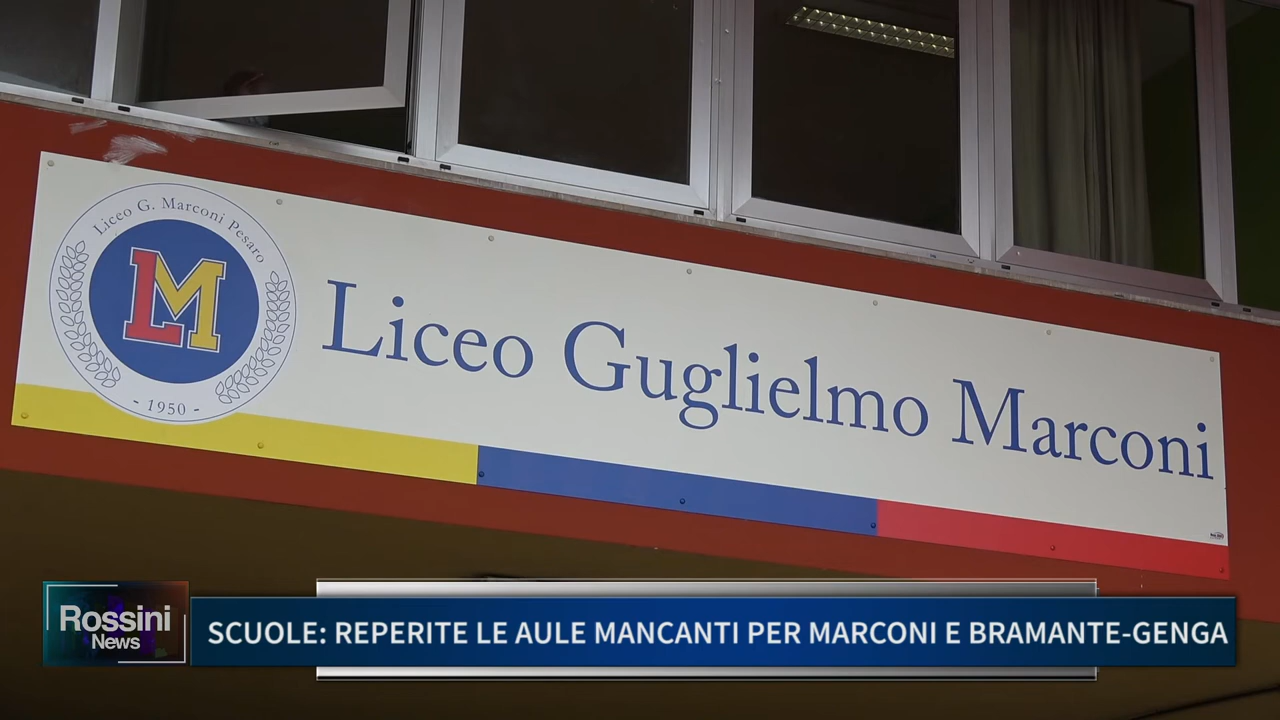 Liceo G. Marconi Pesaro
LM
- 1950 -
Liceo Guglielmo Marconi
Rossini
News
SCUOLE: REPERITE LE AULE MANCANTI PER MARCONI E BRAMANTE-GENGA